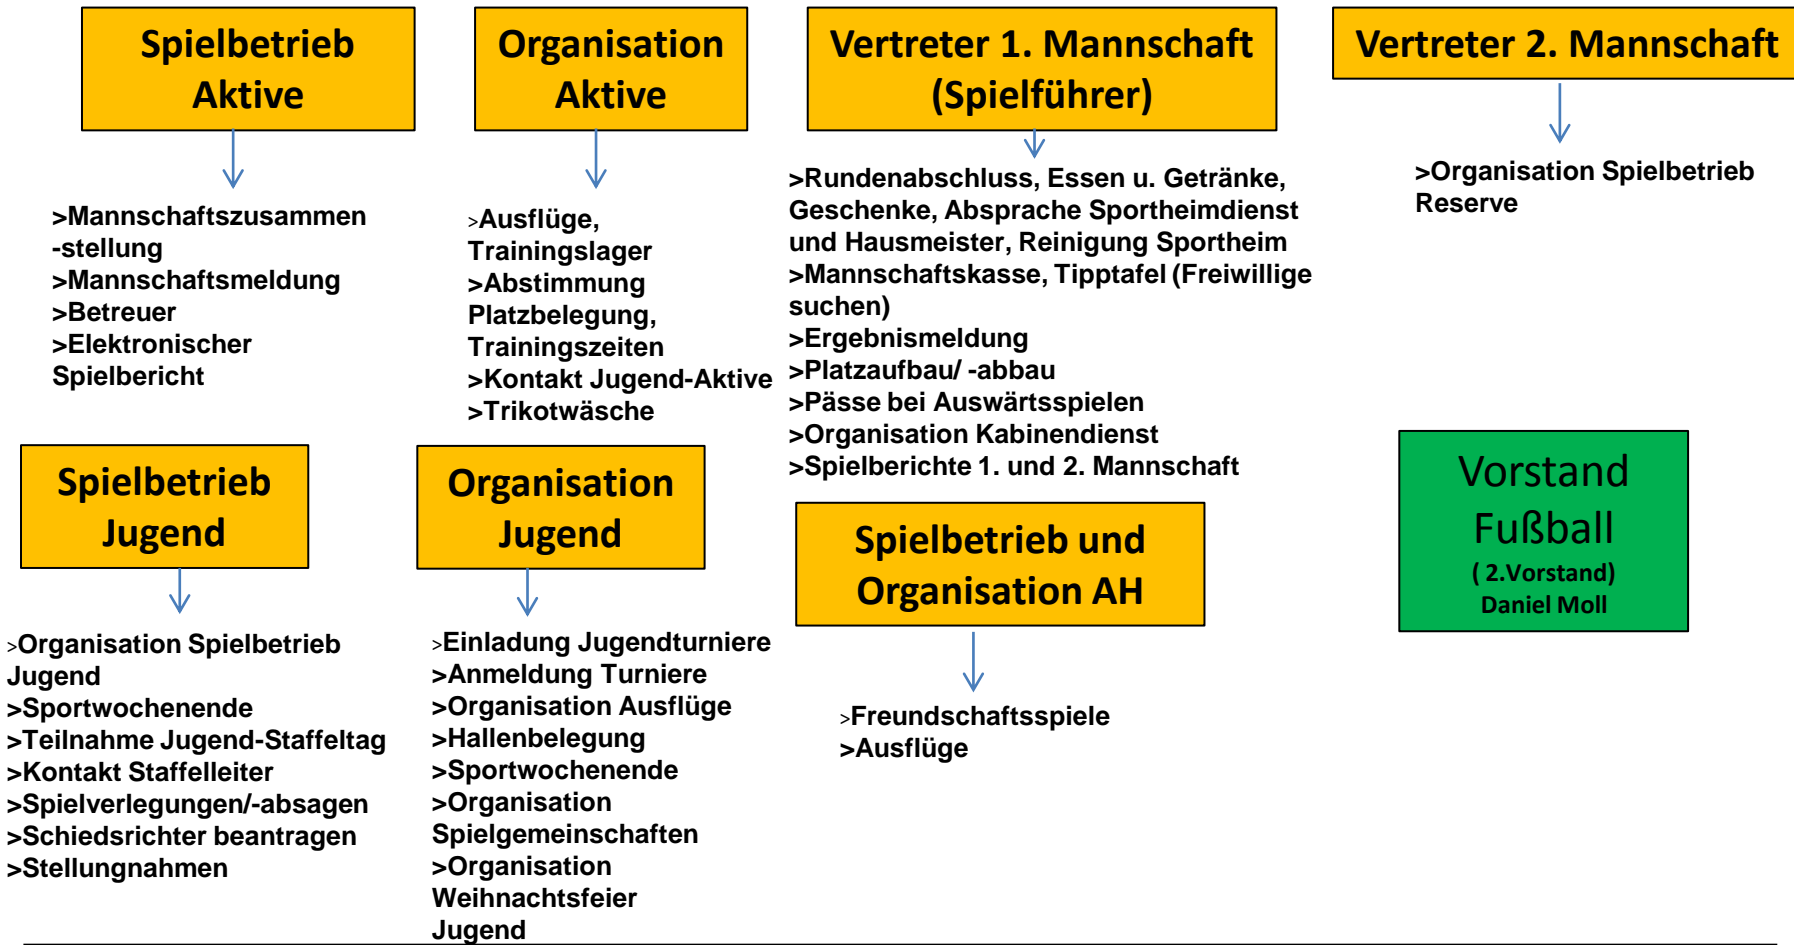 Spielbetrieb
Aktive
>Mannschaftszusammen
-stellung
>Mannschaftsmeldung
>Betreuer
>Elektronischer
Spielbericht
Organisation
Aktive
>Ausflüge,
Trainingslager
>Abstimmung
Platzbelegung,
Trainingszeiten
>Kontakt Jugend-Aktive
>Trikotwäsche
Vertreter 1. Mannschaft
(Spielführer)
>Rundenabschluss, Essen u. Getränke,
Geschenke, Absprache Sportheimdienst
und Hausmeister, Reinigung Sportheim
>Mannschaftskasse, Tipptafel (Freiwillige
suchen)
>Ergebnismeldung
>Platzaufbau/ -abbau
>Pässe bei Auswärtsspielen
>Organisation Kabinendienst
>Spielberichte 1. und 2. Mannschaft
Vertreter 2. Mannschaft
>Organisation Spielbetrieb
Reserve
Spielbetrieb
Jugend
>Organisation Spielbetrieb
Jugend
>Sportwochenende
>Teilnahme Jugend-Staffeltag
>Kontakt Staffelleiter
>Spielverlegungen/-absagen
>Schiedsrichter beantragen
>Stellungnahmen
Organisation
Jugend
>Einladung Jugendturniere
>Anmeldung Turniere
>Organisation Ausflüge
>Hallenbelegung
>Sportwochenende
>Organisation
Spielgemeinschaften
>Organisation
Weihnachtsfeier
Jugend
Spielbetrieb und
Organisation AH
>Freundschaftsspiele
>Ausflüge
Vorstand
Fußball
( 2.Vorstand)
Daniel Moll